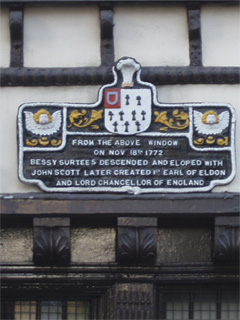 FROM THE ABOVE WINDOW
ON NOV 18TH 1772
BESSY SURTEES DESCENDED AND ELOPED WITH
JOHN SCOTT LATER CREATED 1ST EARL OF ELDON
AND LORD CHANCELLOR OF ENGLAND